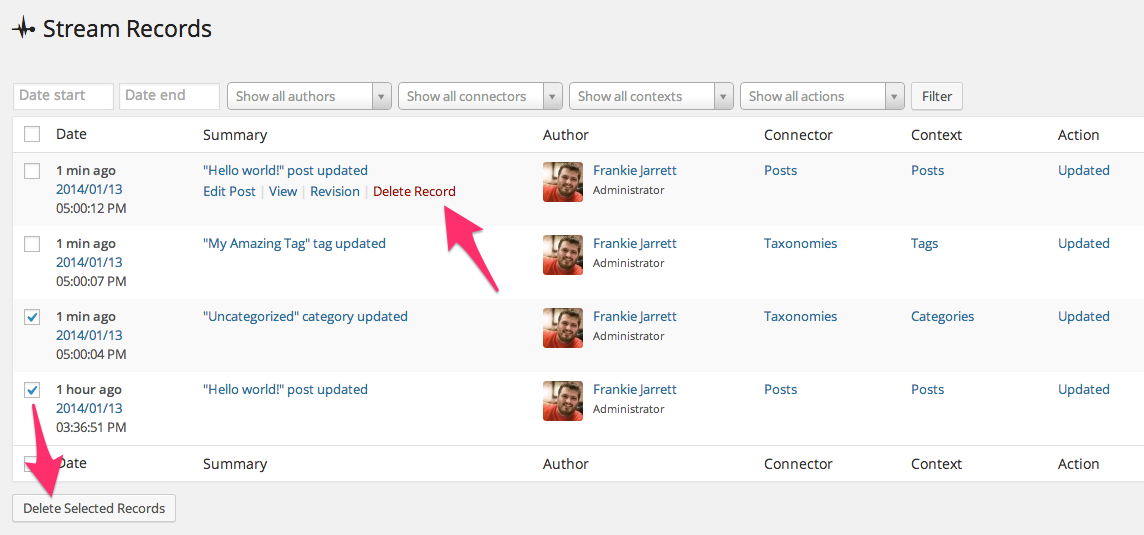 Stream Records
Date start Date end Show all authors Show all connectors Show all contexts Show all actions Filter
Date Summary Author Connector Context Action
1 min ago "Hello world!" post updated Frankie Jarrett Posts Posts Updated
2014/01/13 Edit Post | View | Revision | Delete Record Administrator
05:00:12 PM
1 min ago "My Amazing Tag" tag updated Frankie Jarrett Taxonomies Tags Updated
2014/01/13 Administrator
05:00:07 PM
1 min ago "Uncategorized" category updated Frankie Jarrett Taxonomies Categories Updated
2014/01/13 Administrator
05:00:04 PM
1 hour ago "Hello world!" post updated Frankie Jarrett Posts Posts Updated
2014/01/13 Administrator
03:36:51 PM
Date Summary Author Connector Context Action
Delete Selected Records